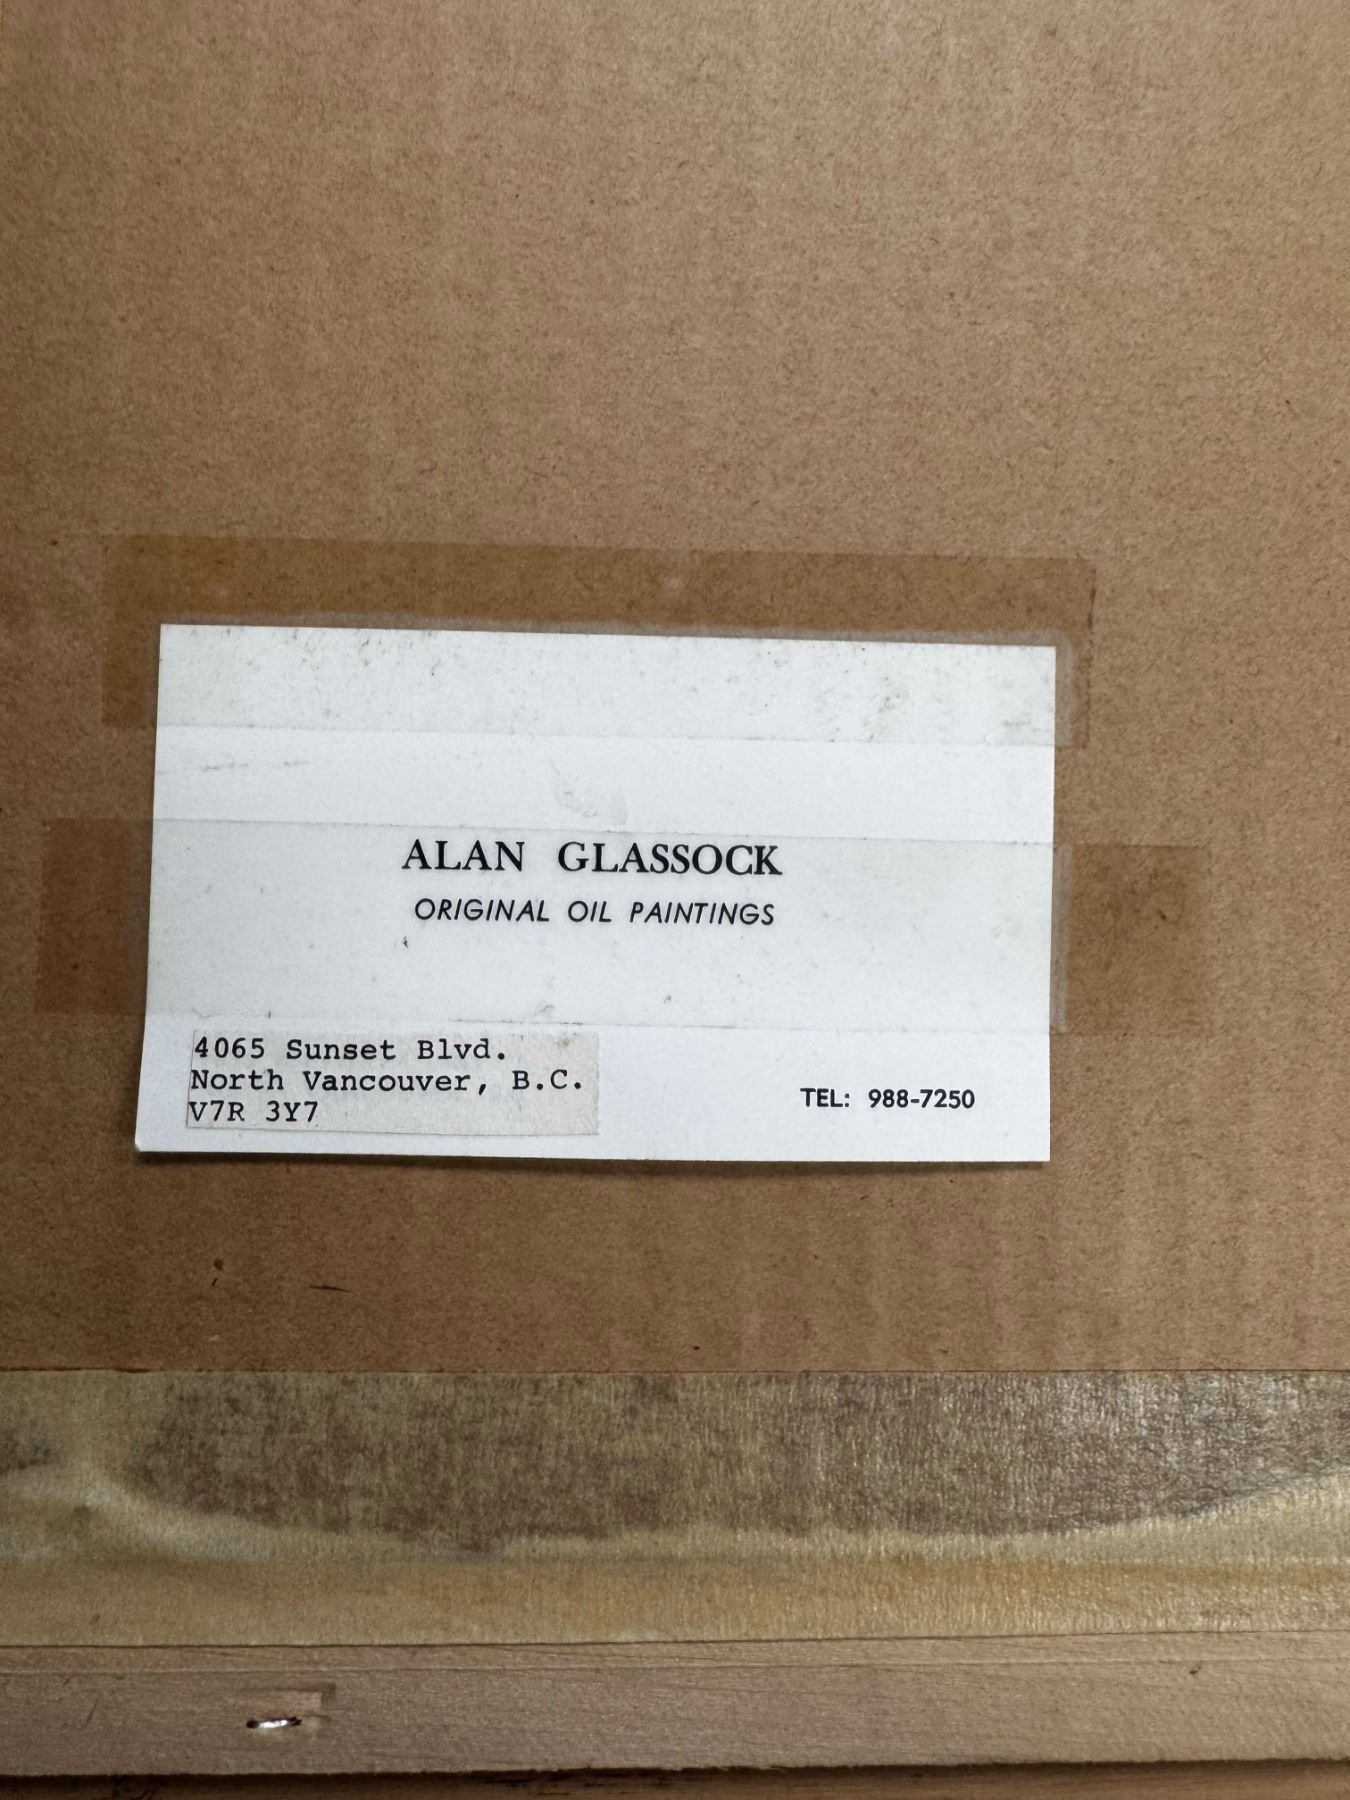 ALAN GLASSOCK
ORIGINAL OIL PAINTINGS
4065 Sunset Blvd.
North Vancouver, B.C.
V7R 3Y7
TEL: 988-7250